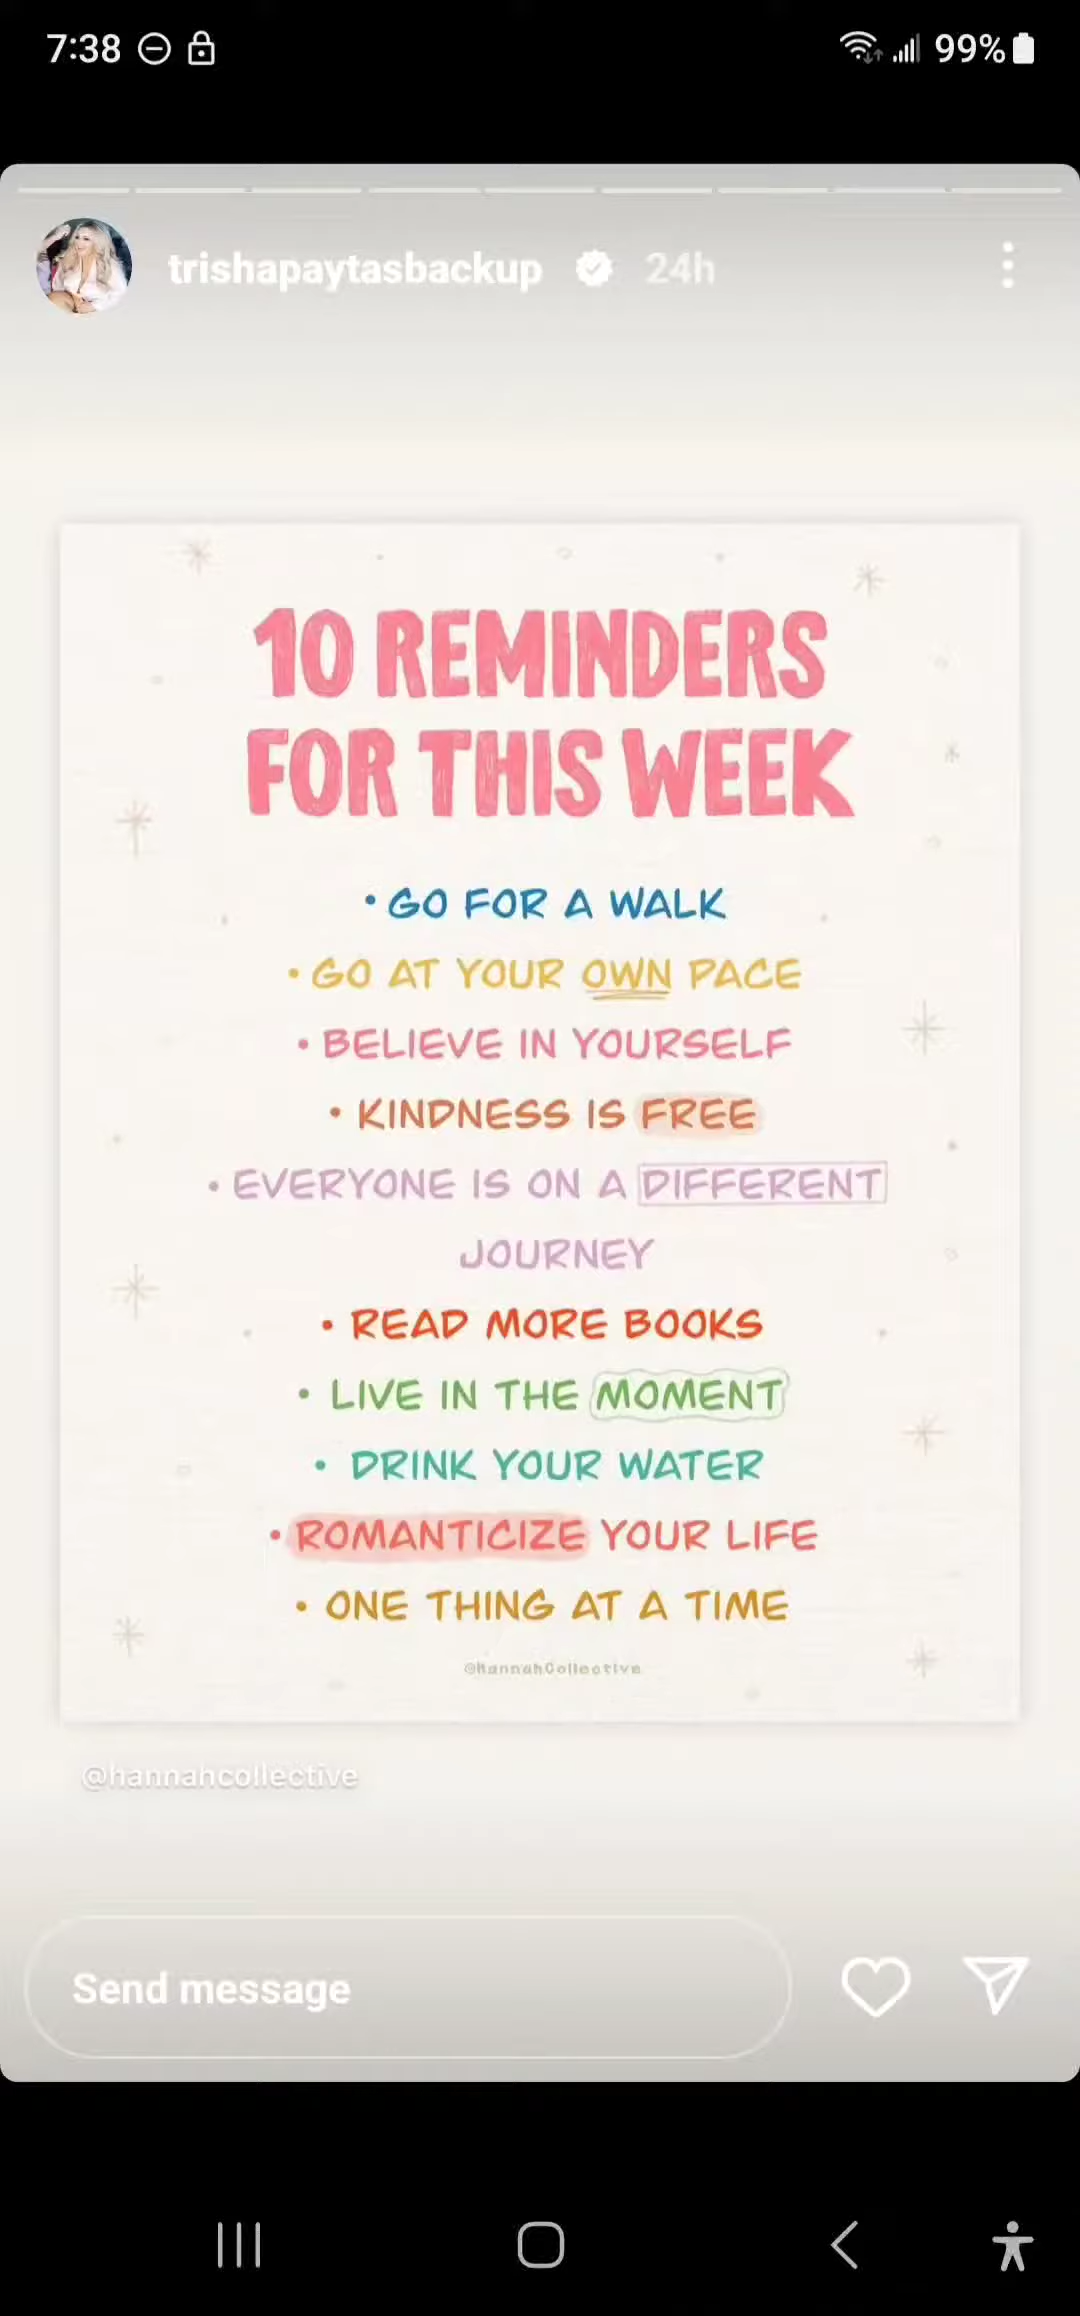 7:38
99%
trishapaytasbackup 24h
10 REMINDERS
FOR THIS WEEK
• GO FOR A WALK
• GO AT YOUR OWN PACE
• BELIEVE IN YOURSELF
• KINDNESS IS FREE
• EVERYONE IS ON A DIFFERENT
JOURNEY
• READ MORE BOOKS
• LIVE IN THE MOMENT
• DRINK YOUR WATER
• ROMANTICIZE YOUR LIFE
• ONE THING AT A TIME
@HannahCollective
@hannahcollective
Send message